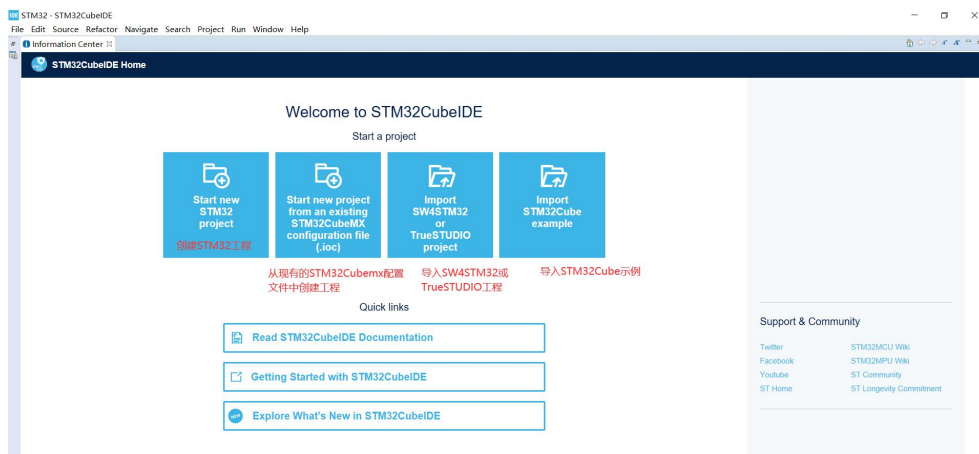 STM32 - STM32CubeIDE
File Edit Source Refactor Navigate Search Project Run Window Help
Information Center
STM32CubeIDE Home
Welcome to STM32CubeIDE
Start a project
Start new
STM32
project
创建STM32工程
Start new project
from an existing
STM32CubeMX
configuration file
(.ioc)
从现有的STM32Cubemx配置
文件中创建工程
Import
SW4STM32
or
TrueSTUDIO
project
导入SW4STM32或
TrueSTUDIO工程
Import
STM32Cube
example
导入STM32Cube示例
Quick links
Read STM32CubeIDE Documentation
Getting Started with STM32CubeIDE
NEW
Explore What's New in STM32CubeIDE
Support & Community
Twitter STM32MCU Wiki
Facebook STM32MPU Wiki
Youtube ST Community
ST Home ST Longevity Commitment